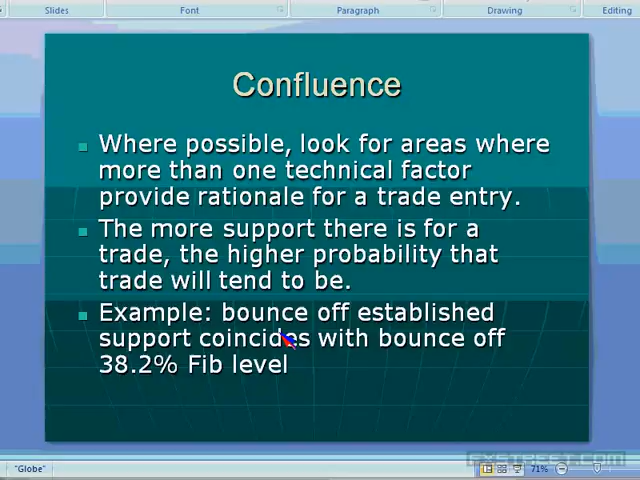 Slides Font Paragraph Drawing Editing
Confluence
Where possible, look for areas where
more than one technical factor
provide rationale for a trade entry.
The more support there is for a
trade, the higher probability that
trade will tend to be.
Example: bounce off established
support coincides with bounce off
38.2% Fib level
FXSTREET.COM
"Globe" 71%